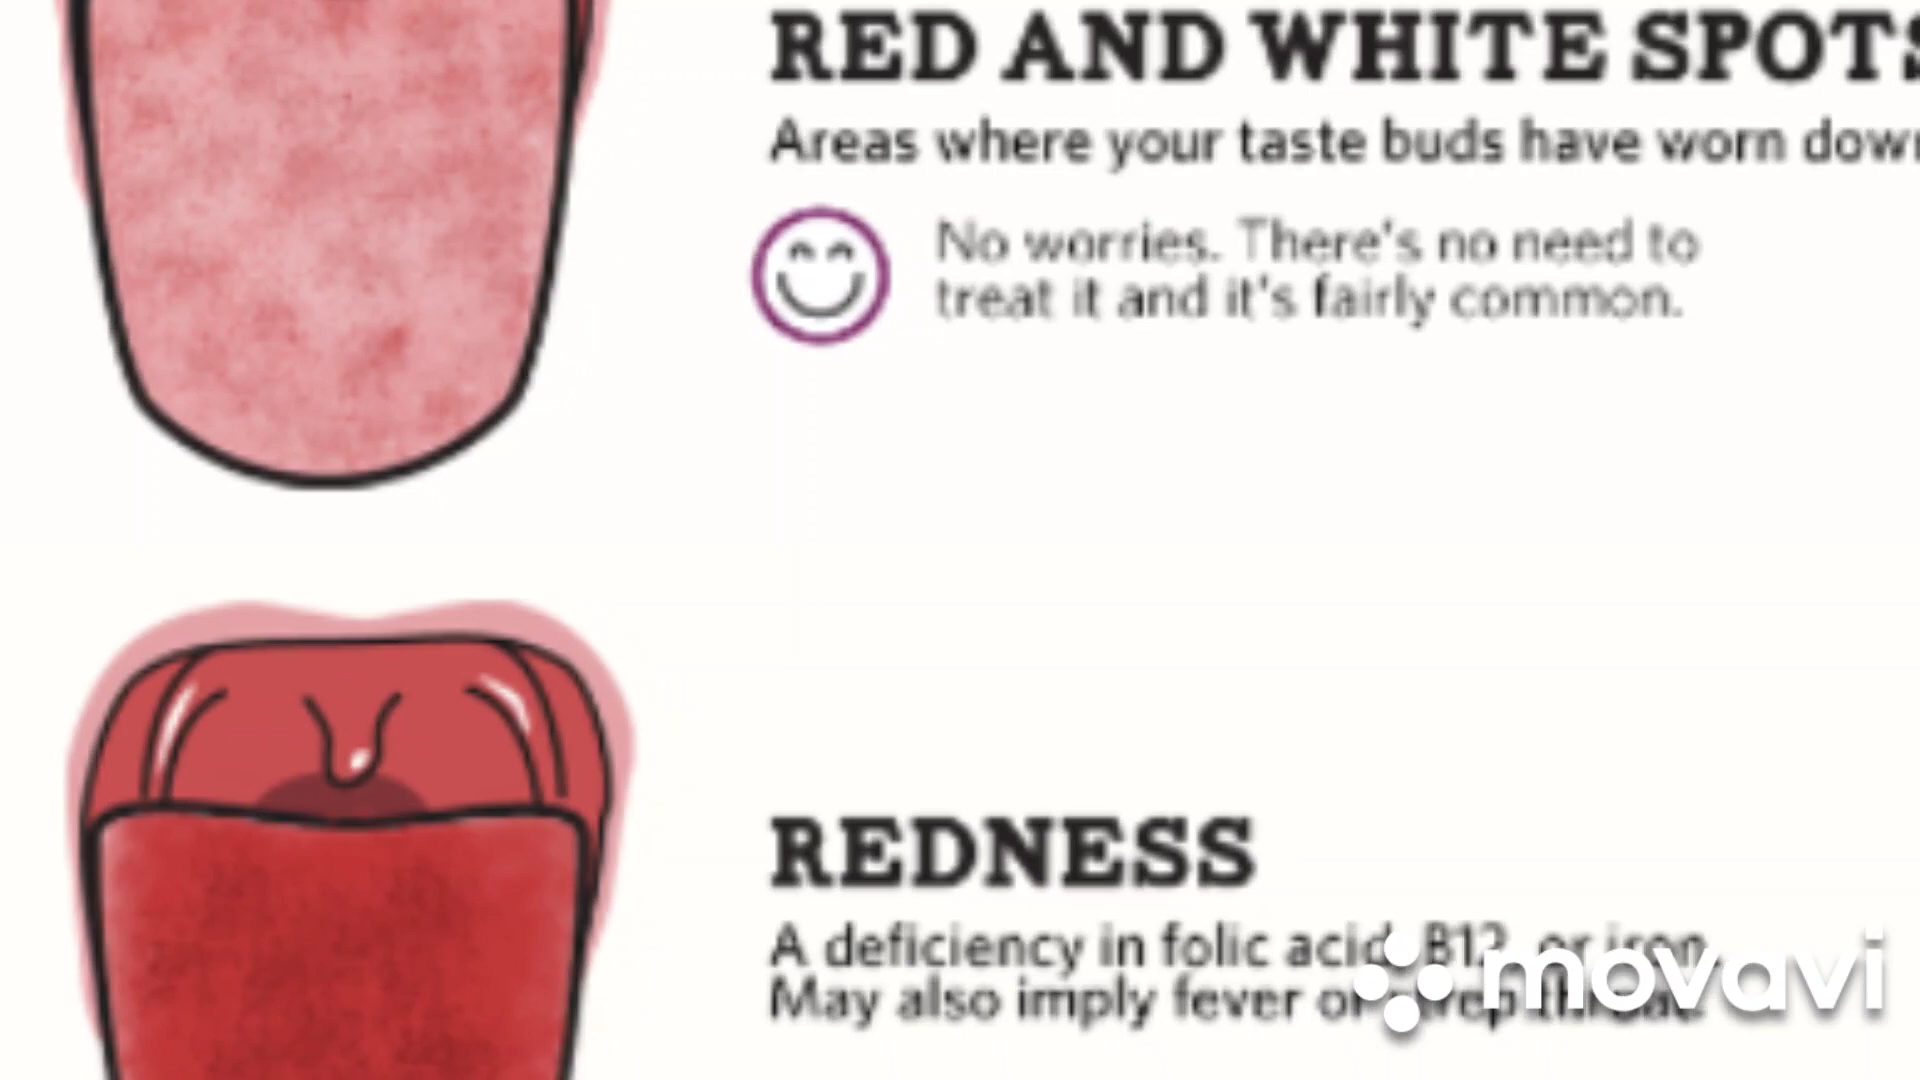 RED AND WHITE SPOTS
Areas where your taste buds have worn down
No worries. There's no need to
treat it and it's fairly common.
REDNESS
A deficiency in folic acid, B12, or iron.
May also imply fever or strep throat.
movavi